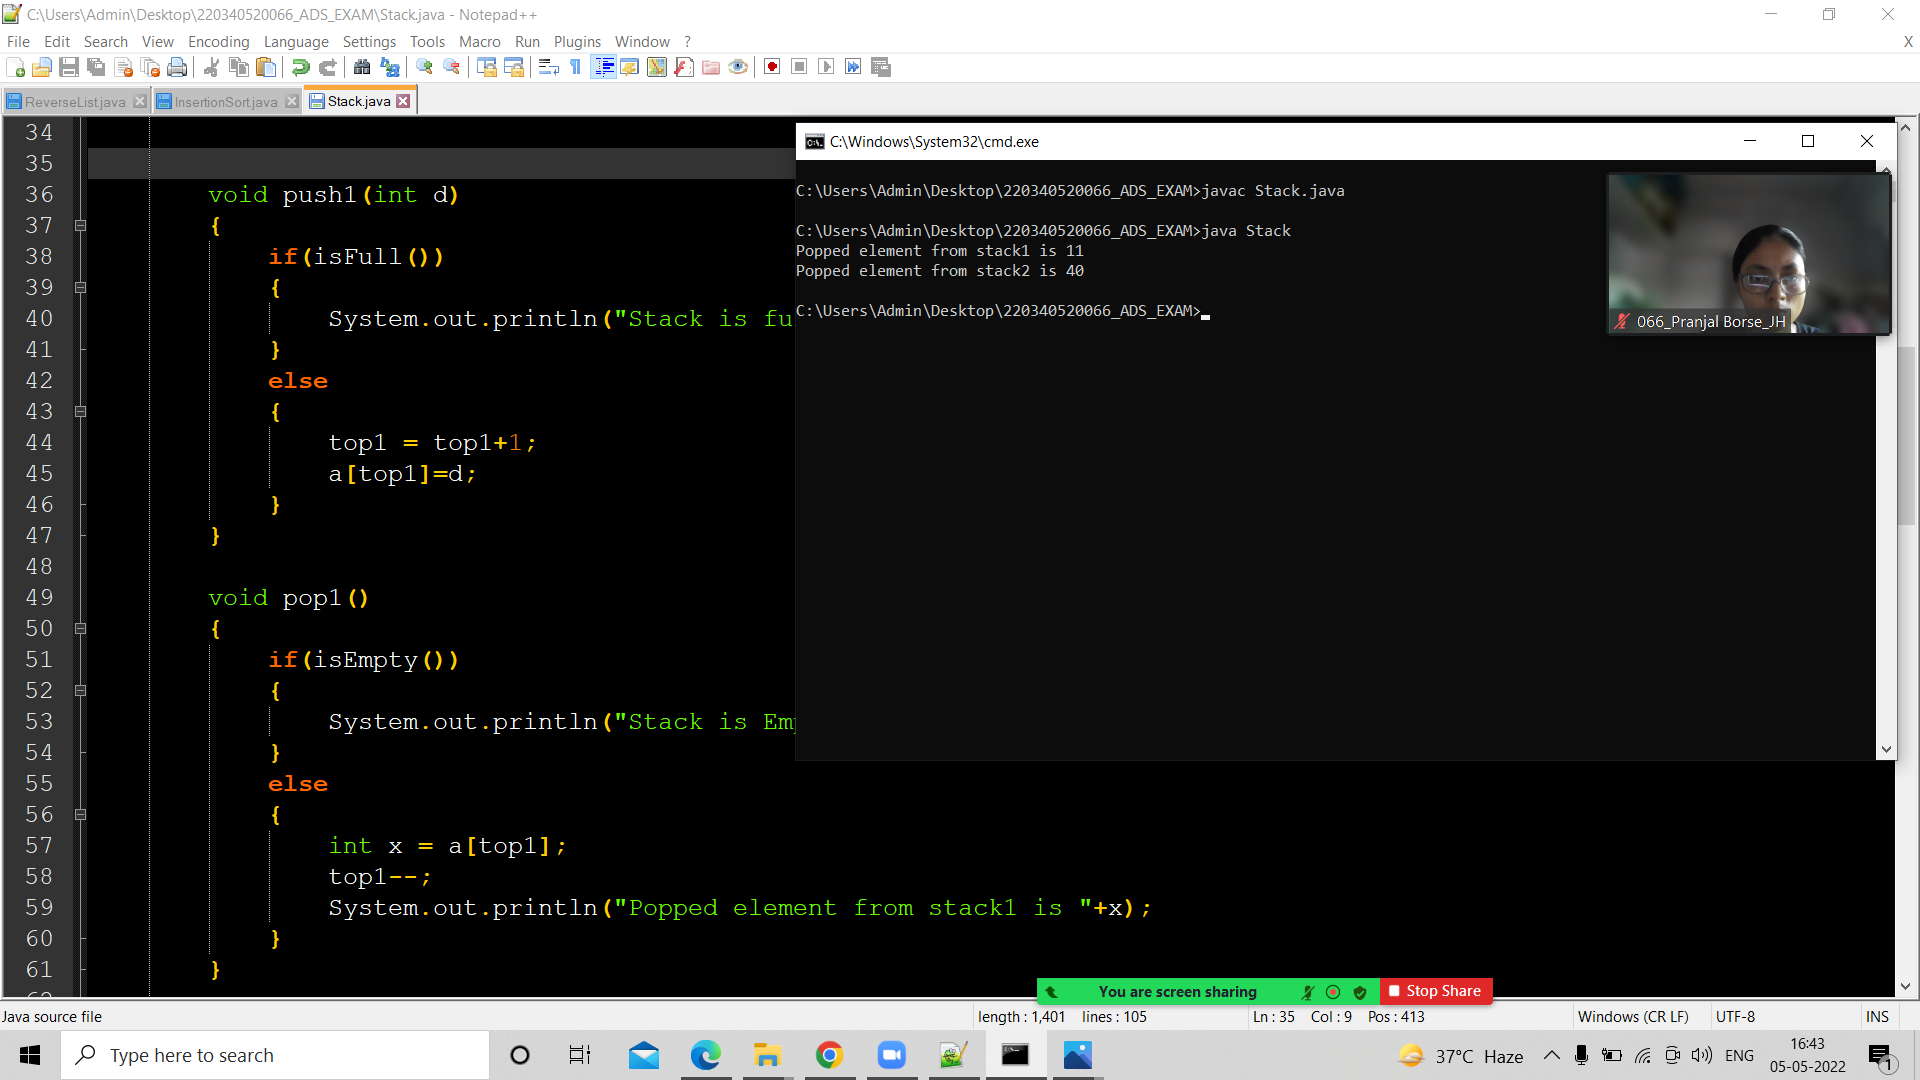 C:\Users\Admin\Desktop\220340520066_ADS_EXAM\Stack.java - Notepad++
File Edit Search View Encoding Language Settings Tools Macro Run Plugins Window ? X
ReverseList.java InsertionSort.java Stack.java
34
35
36 void push1(int d)
37 {
38 if(isFull())
39 {
40 System.out.println("Stack is fu
41 }
42 else
43 {
44 top1 = top1+1;
45 a[top1]=d;
46 }
47 }
48
49 void pop1()
50 {
51 if(isEmpty())
52 {
53 System.out.println("Stack is Em
54 }
55 else
56 {
57 int x = a[top1];
58 top1--;
59 System.out.println("Popped element from stack1 is "+x);
60 }
61 }
C:\Windows\System32\cmd.exe
C:\Users\Admin\Desktop\220340520066_ADS_EXAM>javac Stack.java
C:\Users\Admin\Desktop\220340520066_ADS_EXAM>java Stack
Popped element from stack1 is 11
Popped element from stack2 is 40
C:\Users\Admin\Desktop\220340520066_ADS_EXAM>
066_Pranjal Borse_JH
You are screen sharing Stop Share
Java source file length : 1,401 lines : 105 Ln : 35 Col : 9 Pos : 413 Windows (CR LF) UTF-8 INS
Type here to search
37°C Haze ENG
16:43
05-05-2022
1